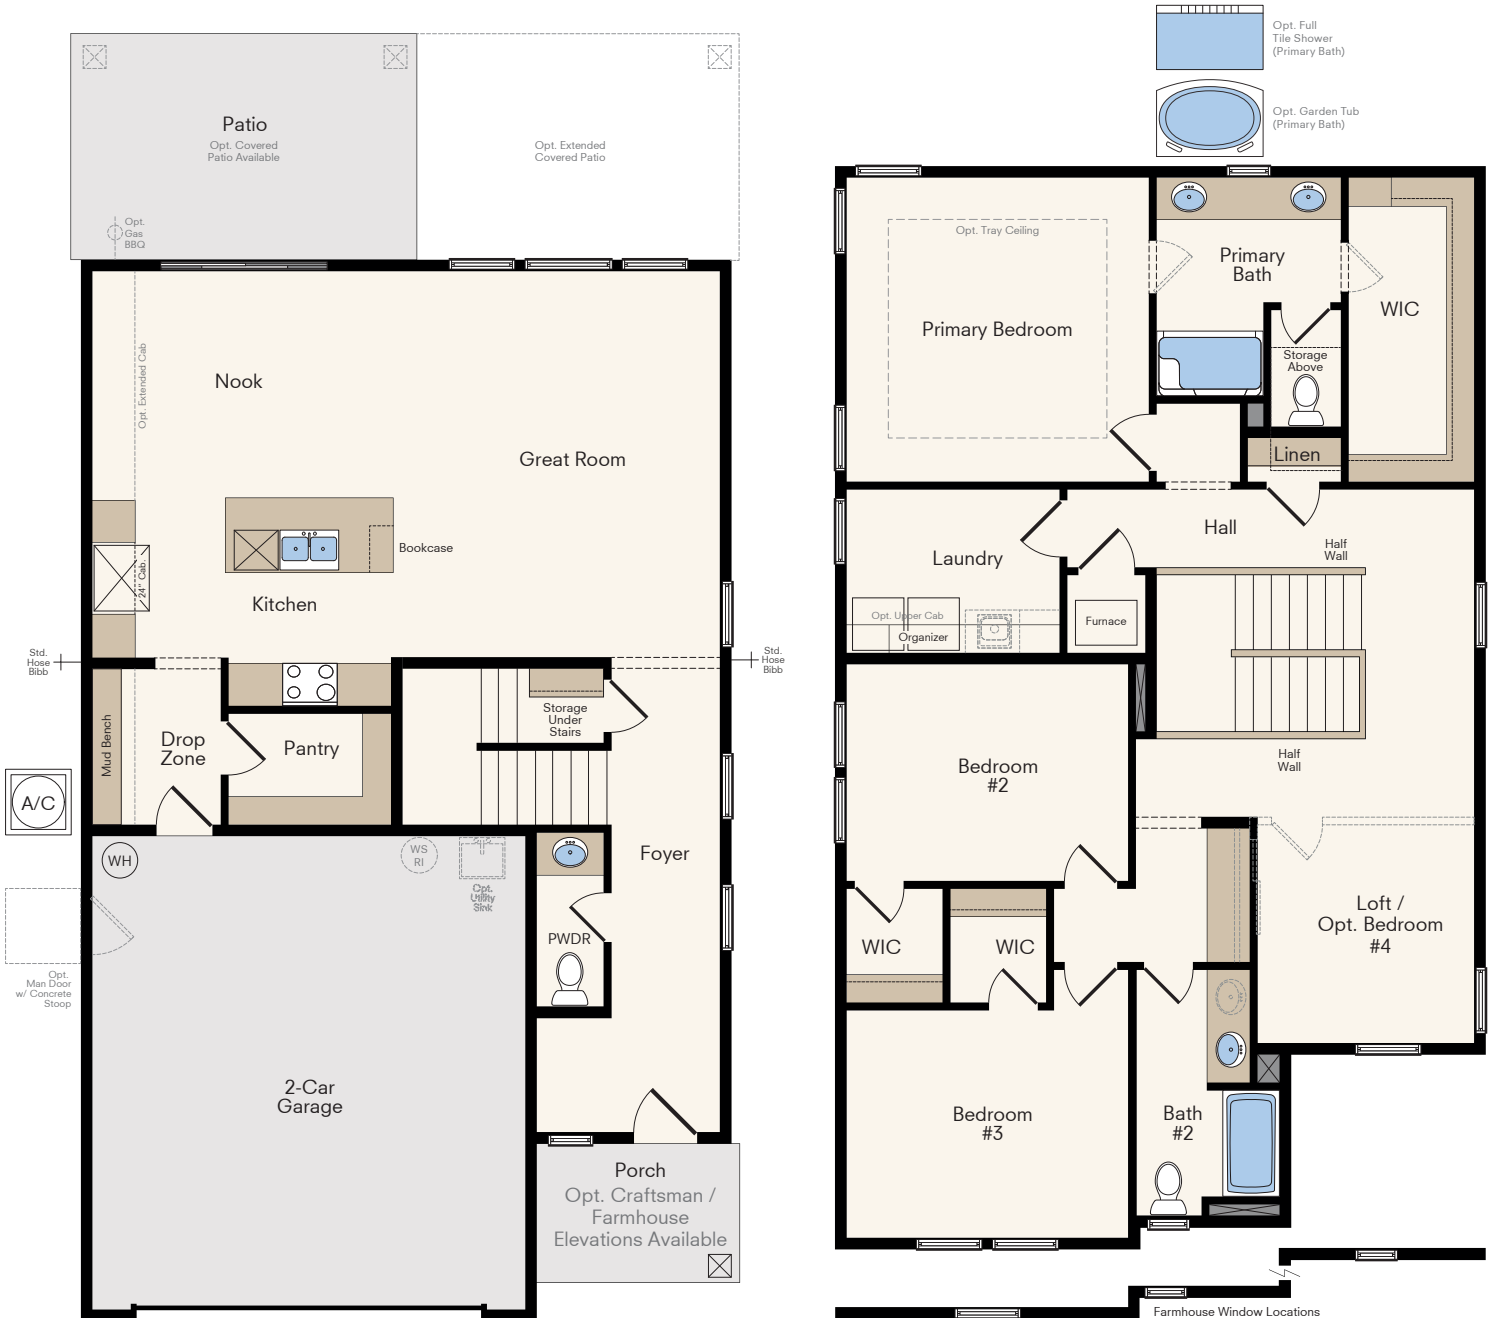 Patio
Opt. Covered
Patio Available
Opt. Extended
Covered Patio
Opt.
Gas
BBQ
Opt. Extended Cab
Nook
Great Room
Bookcase
24" Cab.
Kitchen
Std.
Hose
Bibb
Std.
Hose
Bibb
Mud Bench
Drop
Zone
Pantry
Storage
Under
Stairs
A/C
WH
WS
RI
Opt.
Utility
Sink
Foyer
PWDR
Opt.
Man Door
w/ Concrete
Stoop
2-Car
Garage
Porch
Opt. Craftsman /
Farmhouse
Elevations Available
Opt. Full
Tile Shower
(Primary Bath)
Opt. Garden Tub
(Primary Bath)
Opt. Tray Ceiling
Primary Bedroom
Primary
Bath
WIC
Storage
Above
Linen
Hall
Half
Wall
Laundry
Opt. Upper Cab
Organizer
Furnace
Half
Wall
Bedroom
#2
WIC
WIC
Loft /
Opt. Bedroom
#4
Bedroom
#3
Bath
#2
Farmhouse Window Locations